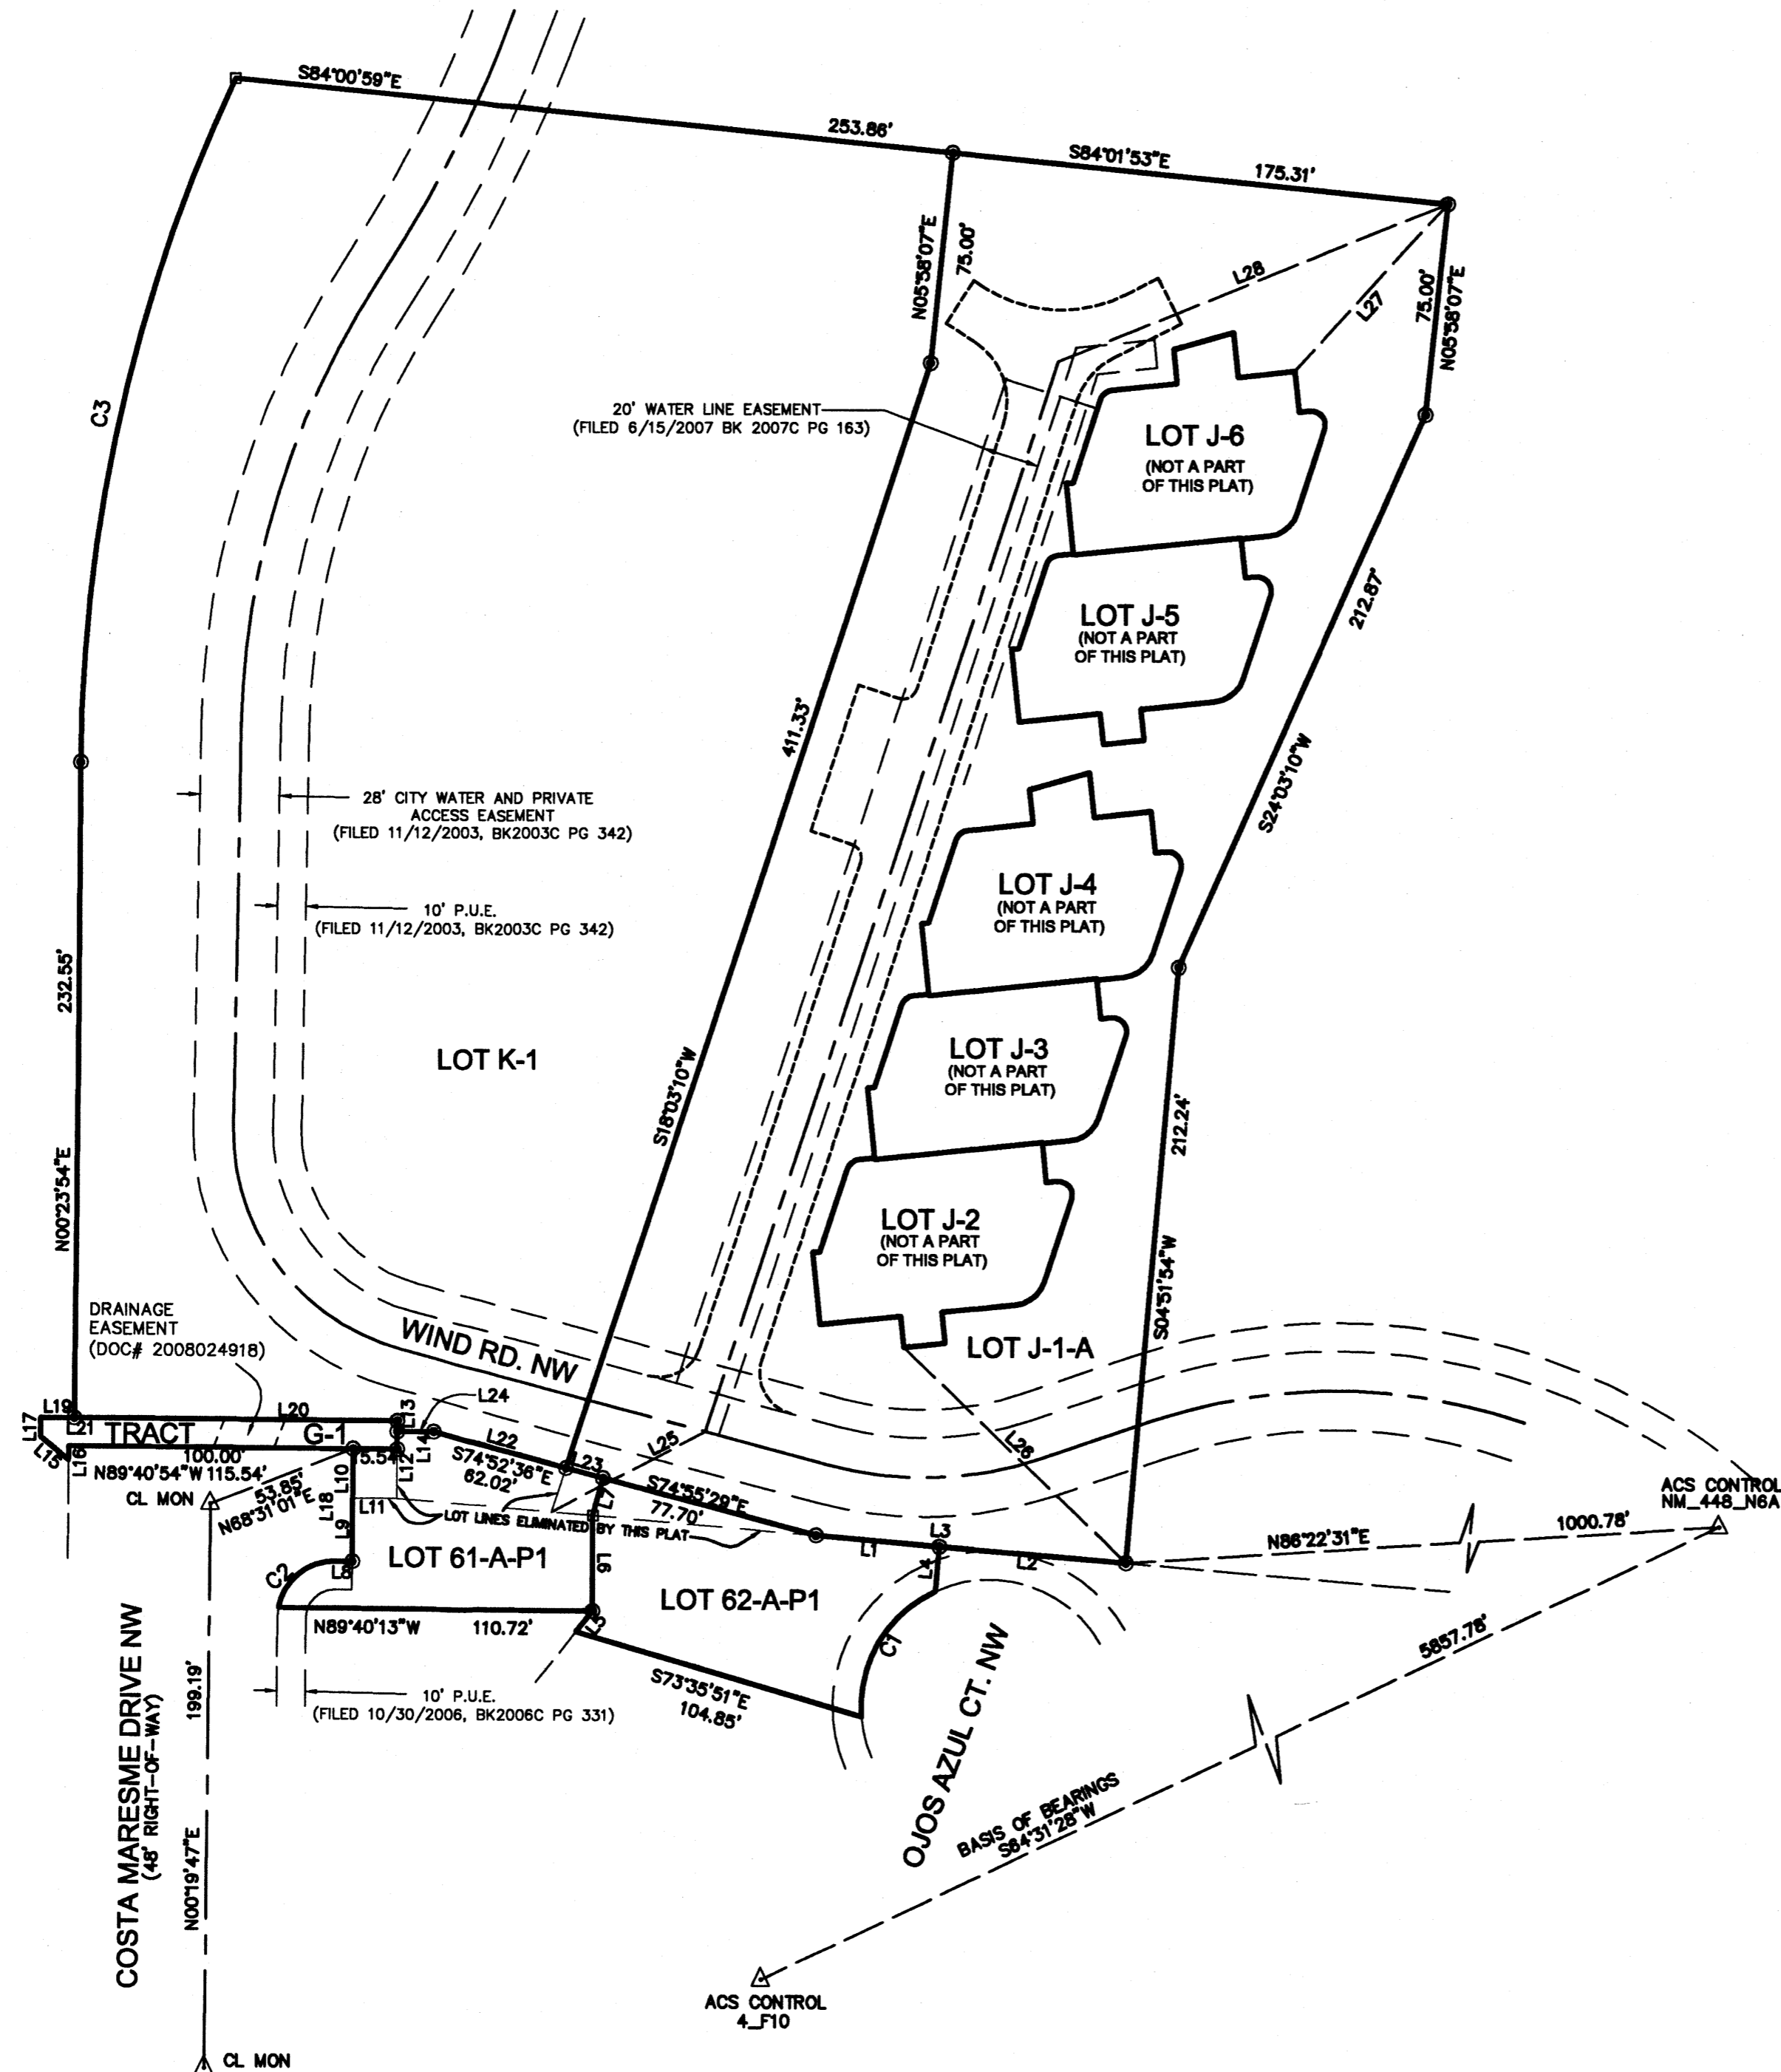 S84°00'59"E
253.86'
S84°01'53"E
175.31'
N05°58'07"E
75.00'
L28
L27
75.00'
N05°58'07"E
C3
20' WATER LINE EASEMENT
(FILED 6/15/2007 BK 2007C PG 163)
LOT J-6
(NOT A PART
OF THIS PLAT)
LOT J-5
(NOT A PART
OF THIS PLAT)
212.87'
S24°03'10"W
411.33'
S18°03'10"W
28' CITY WATER AND PRIVATE
ACCESS EASEMENT
(FILED 11/12/2003, BK2003C PG 342)
10' P.U.E.
(FILED 11/12/2003, BK2003C PG 342)
LOT J-4
(NOT A PART
OF THIS PLAT)
232.55'
N00°23'54"E
LOT K-1
LOT J-3
(NOT A PART
OF THIS PLAT)
212.24'
S04°51'54"W
LOT J-2
(NOT A PART
OF THIS PLAT)
LOT J-1-A
DRAINAGE
EASEMENT
(DOC# 2008024918)
WIND RD. NW
L24
L19
L17
L21
L20
L13
TRACT
G-1
L15
L16
100.00'
15.54'
L12
L14
L22
L23
L25
L26
N89°40'54"W 115.54'
S74°52'36"E
62.02'
CL MON
53.85'
N68°31'01"E
L10
L18
L11
L9
L7
S74°55'29"E
77.70'
LOT LINES ELIMINATED BY THIS PLAT
LOT 61-A-P1
L8
C2
L6
L1
L3
L2
L4
LOT 62-A-P1
L5
C1
N89°40'13"W
110.72'
S73°35'51"E
104.85'
10' P.U.E.
(FILED 10/30/2006, BK2006C PG 331)
ACS CONTROL
NM_448_N6A
N86°22'31"E
1000.78'
5857.78'
BASIS OF BEARINGS
S64°31'28"W
OJOS AZUL CT. NW
COSTA MARESME DRIVE NW
(48' RIGHT-OF-WAY)
199.19'
N00°19'47"E
ACS CONTROL
4_F10
CL MON